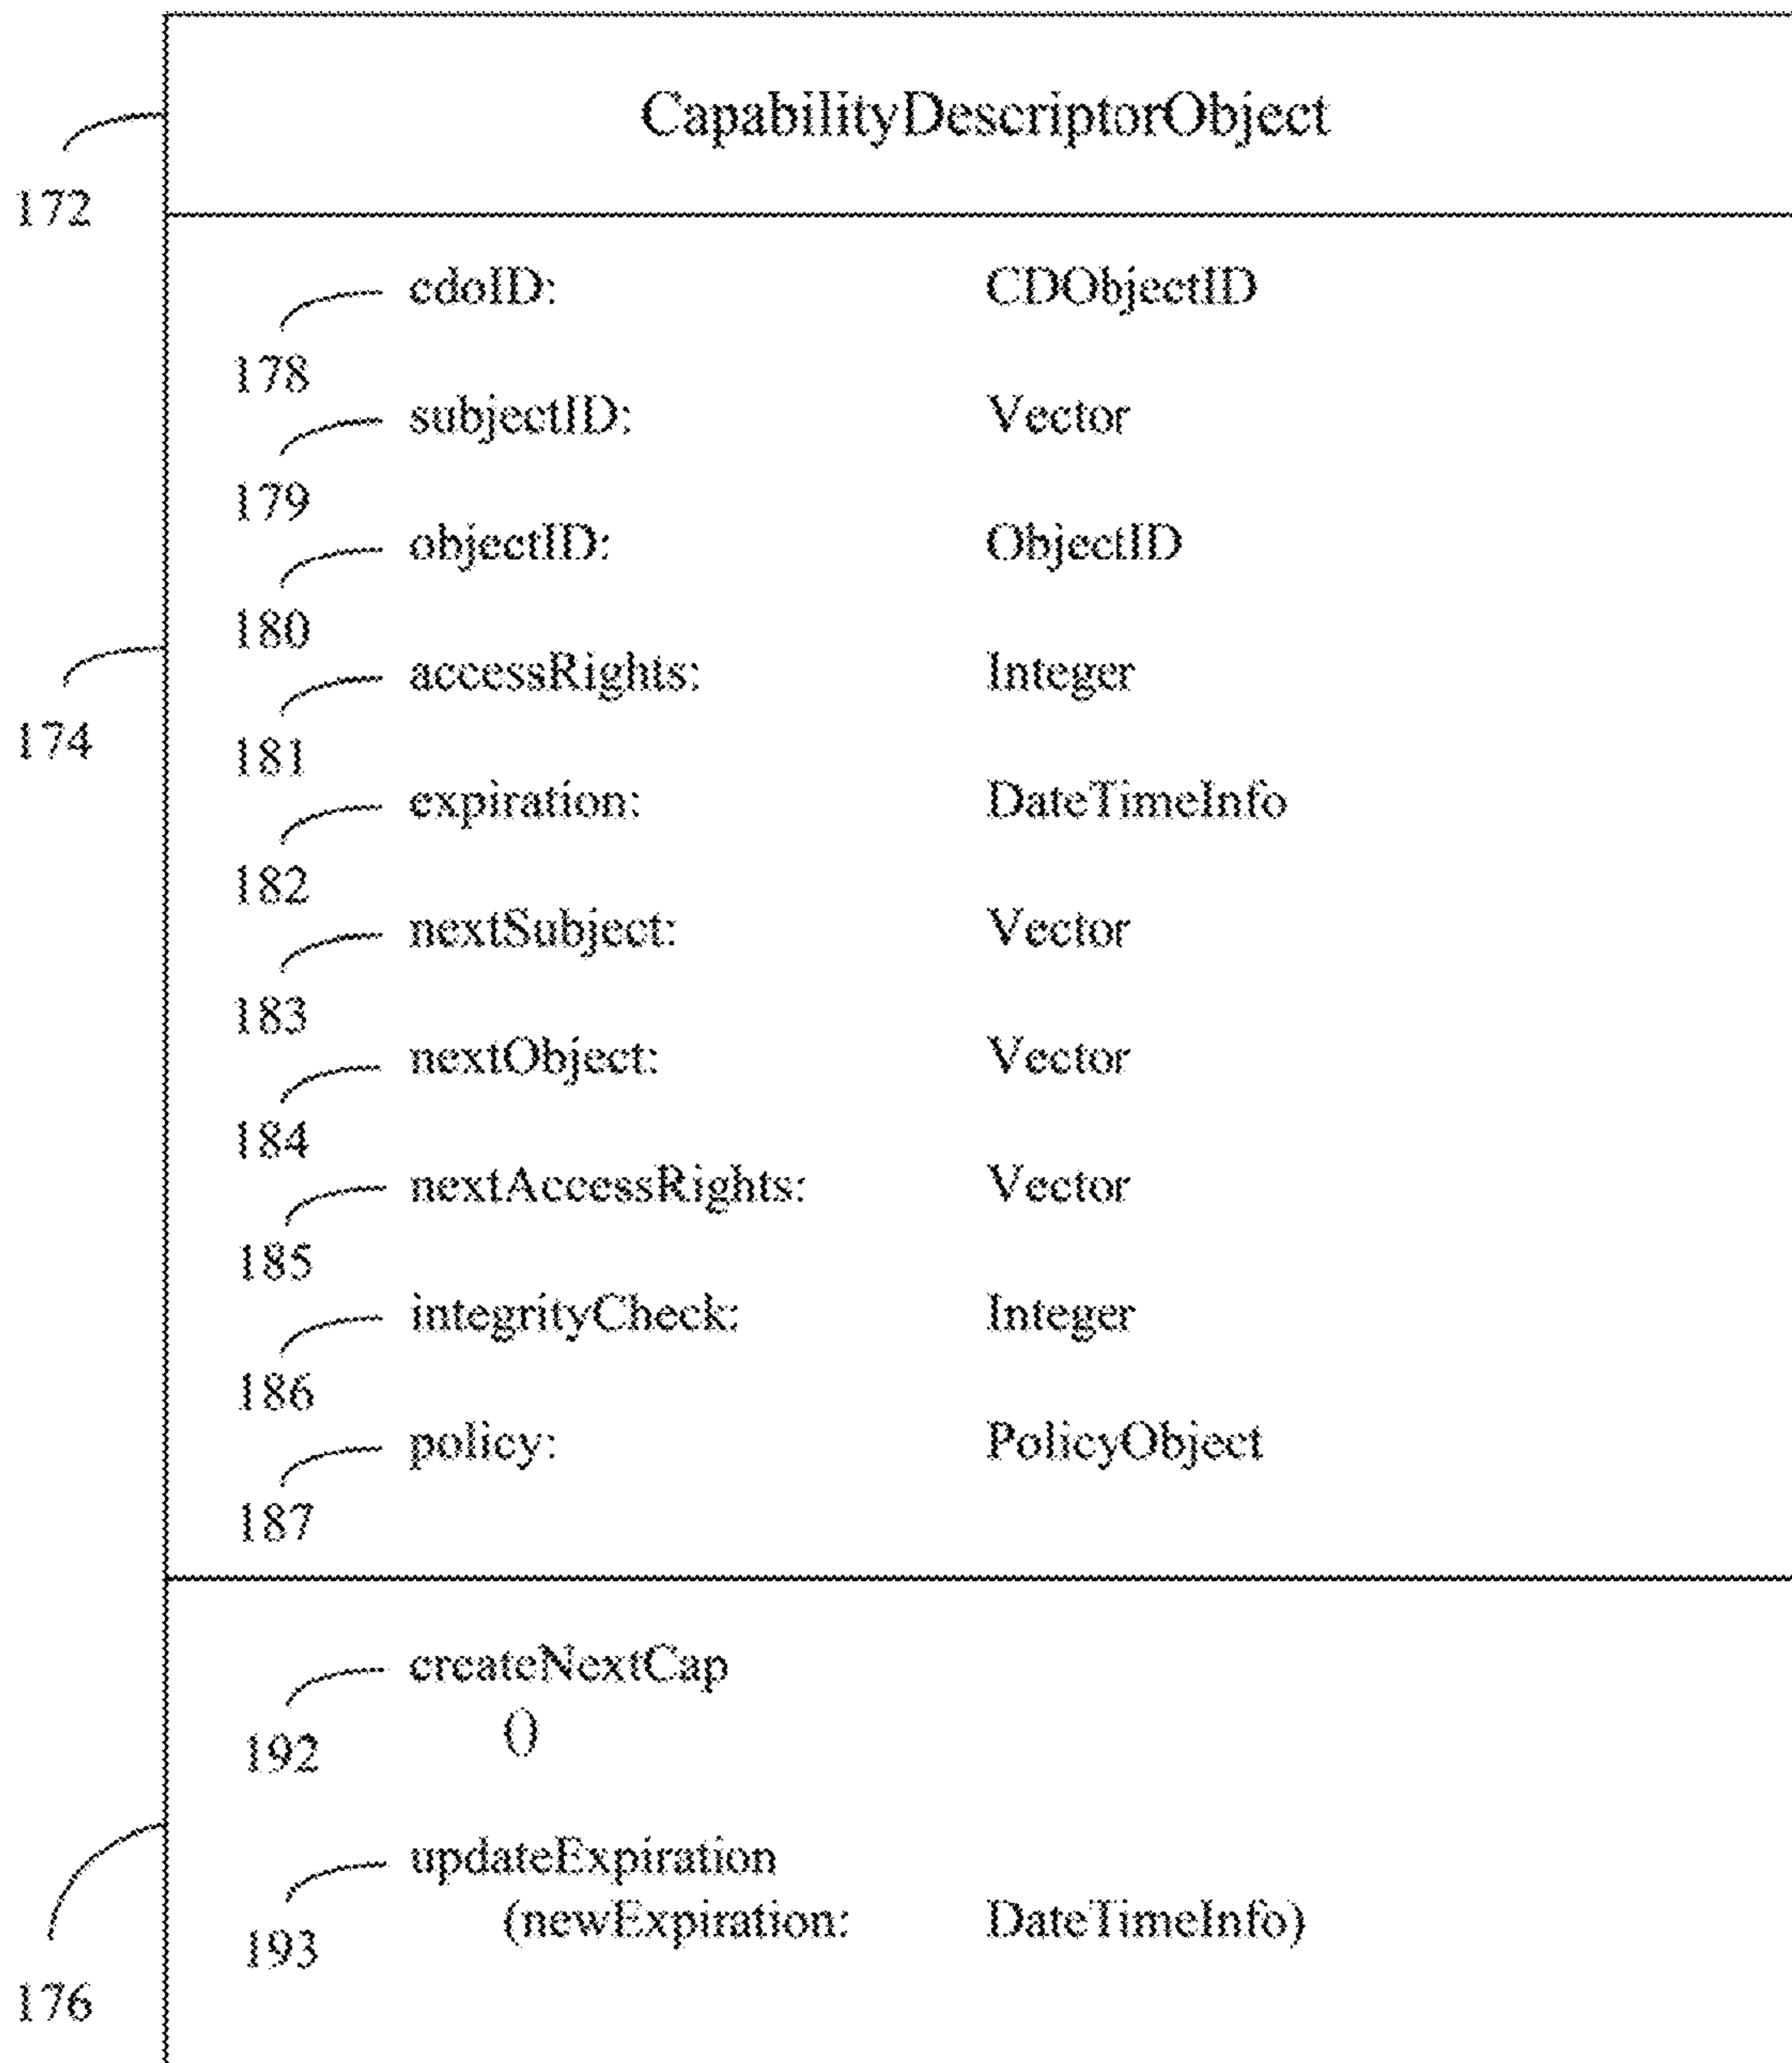 CapabilityDescriptorObject
172
cdoID: CDObjectID
178
subjectID: Vector
179
objectID: ObjectID
180
accessRights: Integer
174
181
expiration: DateTimeInfo
182
nextSubject: Vector
183
nextObject: Vector
184
nextAccessRights: Vector
185
integrityCheck: Integer
186
policy: PolicyObject
187
createNextCap
()
192
updateExpiration
(newExpiration: DateTimeInfo)
193
176